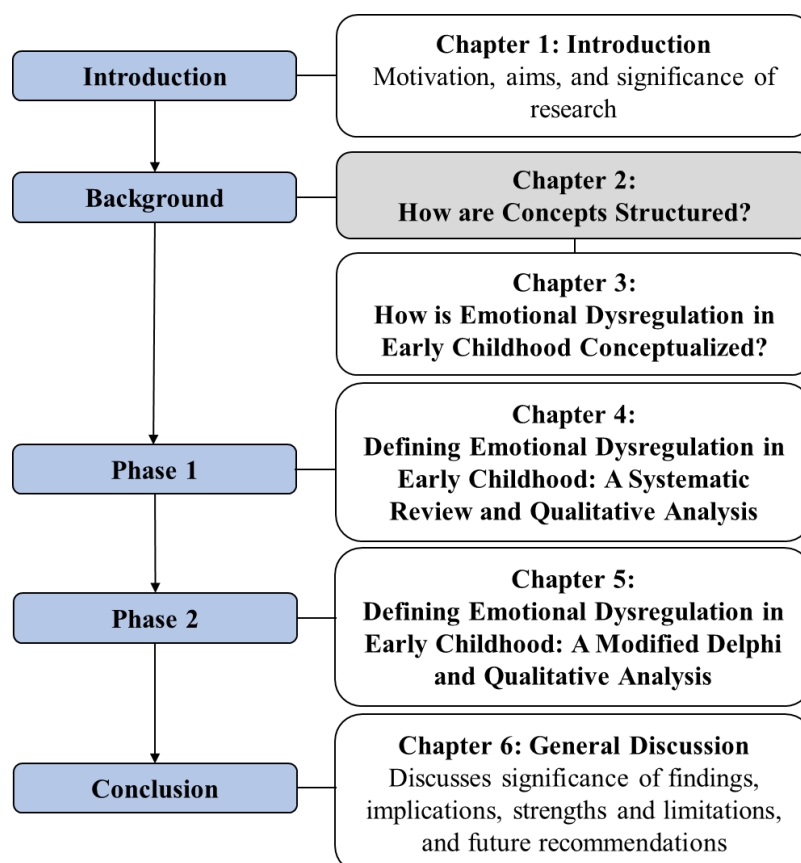 Introduction
Chapter 1: Introduction
Motivation, aims, and significance of
research
Background
Chapter 2:
How are Concepts Structured?
Chapter 3:
How is Emotional Dysregulation in
Early Childhood Conceptualized?
Phase 1
Chapter 4:
Defining Emotional Dysregulation in
Early Childhood: A Systematic
Review and Qualitative Analysis
Phase 2
Chapter 5:
Defining Emotional Dysregulation in
Early Childhood: A Modified Delphi
and Qualitative Analysis
Conclusion
Chapter 6: General Discussion
Discusses significance of findings,
implications, strengths and limitations,
and future recommendations